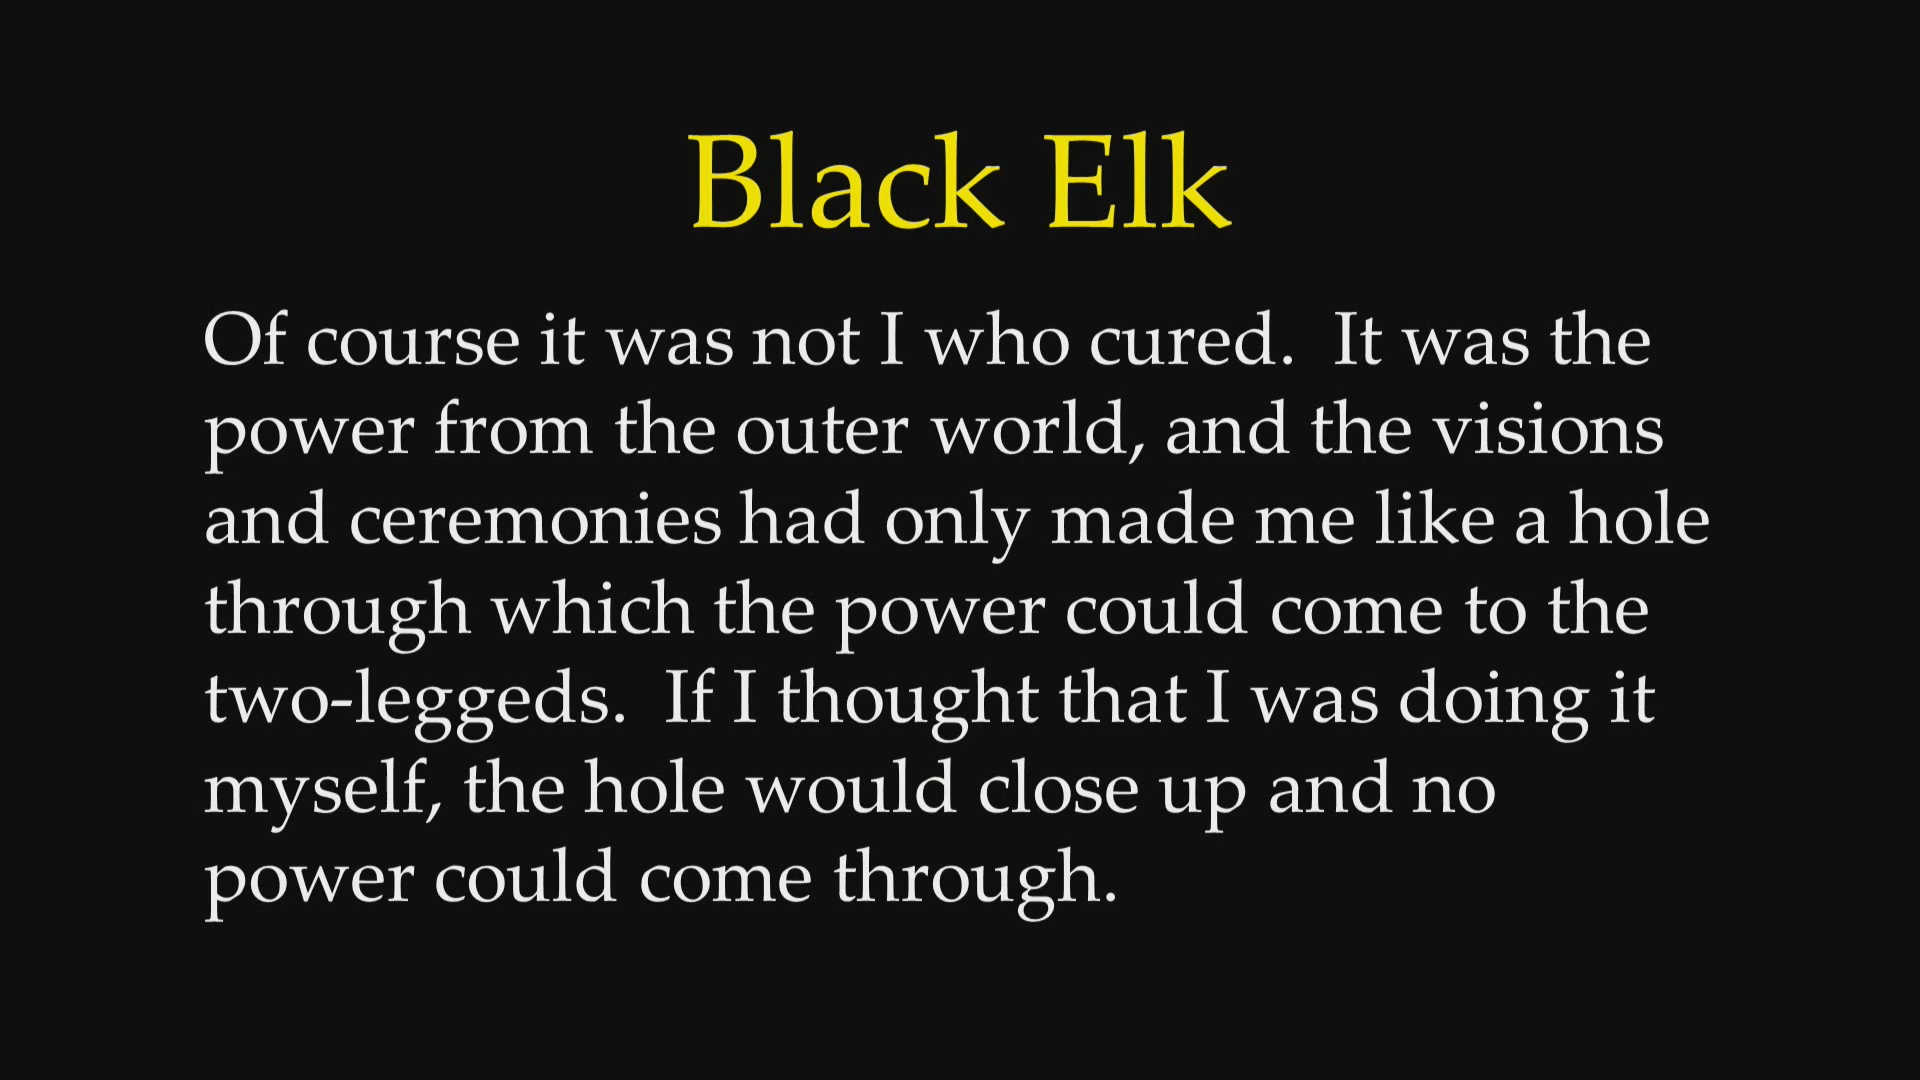 Black Elk
Of course it was not I who cured.  It was the
power from the outer world, and the visions
and ceremonies had only made me like a hole
through which the power could come to the
two-leggeds.  If I thought that I was doing it
myself, the hole would close up and no
power could come through.